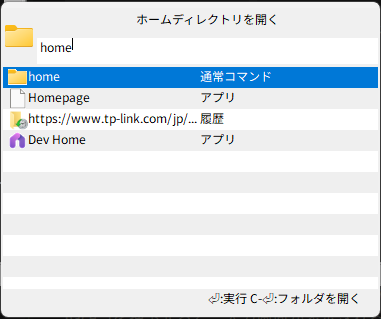 ホームディレクトリを開く
home
home 通常コマンド
Homepage アプリ
https://www.tp-link.com/jp/... 履歴
Dev Home アプリ
⏎:実行 C-⏎:フォルダを開く